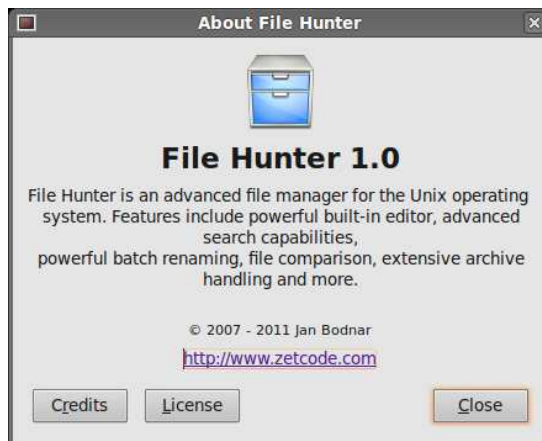 About File Hunter
File Hunter 1.0
File Hunter is an advanced file manager for the Unix operating
system. Features include powerful built-in editor, advanced
search capabilities,
powerful batch renaming, file comparison, extensive archive
handling and more.
© 2007 - 2011 Jan Bodnar
http://www.zetcode.com
Credits License Close